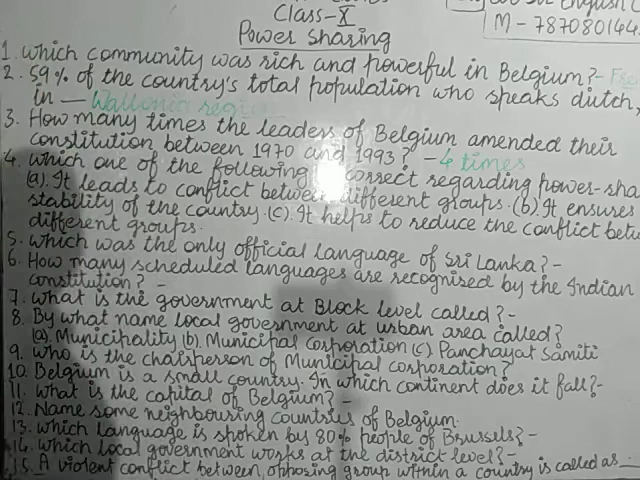 Class-X
English
Power Sharing
M-787080144
1. Which community was rich and powerful in Belgium?-
2. 59% of the country's total population who speaks dutch,
in — Wallonia region
3. How many times the leaders of Belgium amended their
constitution between 1970 and 1993? - 4 times
4. Which one of the following correct regarding power-sha
(a). It leads to conflict between different groups. (b) It ensures
stability of the country. (c). It helps to reduce the conflict betw
different groups.
5. Which was the only official language of Sri Lanka?-
6. How many scheduled languages are recognised by the Indian
constitution? -
7. What is the government at Block level called?-
8. By what name local government at urban area called?
(a). Municipality (b). Municipal corporation (c). Panchayat Samiti
9. Who is the chairperson of Municipal corporation?
10. Belgium is a small country. In which continent does it fall?-
11. What is the capital of Belgium? -
12. Name some neighbouring countries of Belgium.
13. Which language is spoken by 80% people of Brussels?-
14. Which local government works at the district level?-
15. A violent conflict between opposing group within a country is called as __